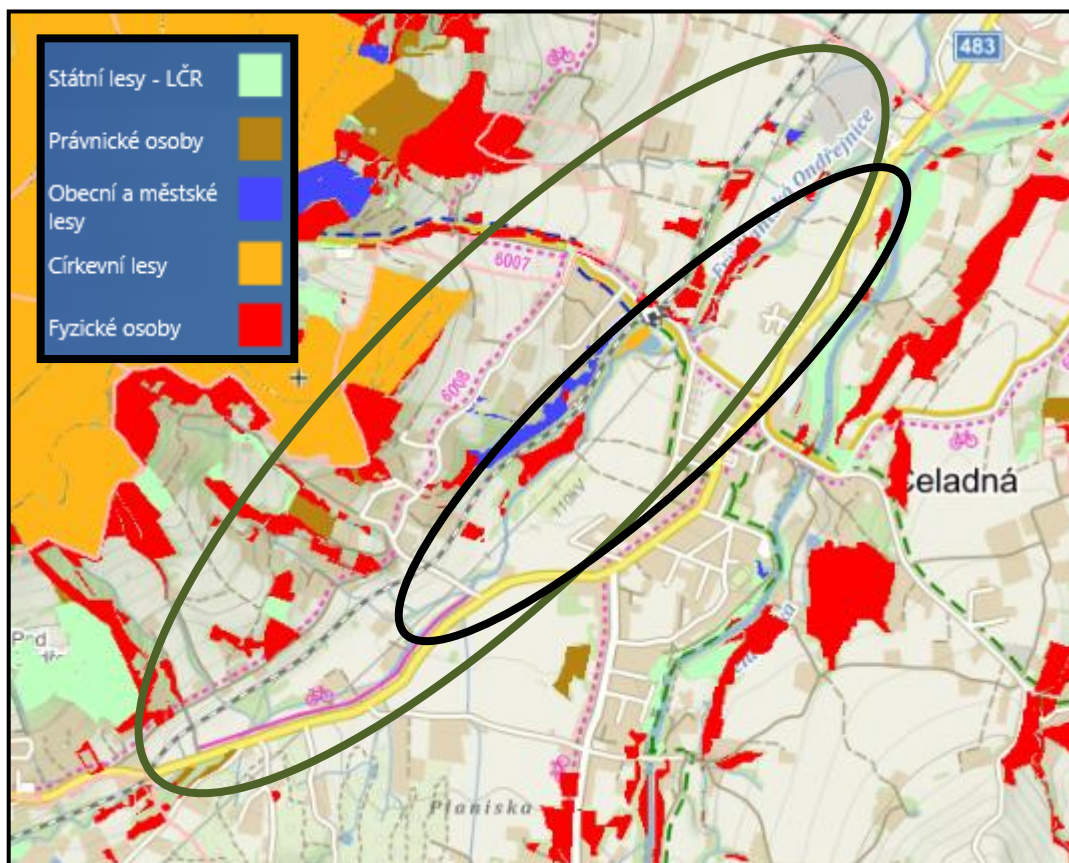 Státní lesy - LČR
Právnické osoby
Obecní a městské
lesy
Církevní lesy
Fyzické osoby
483
6007
6008
110kV
Čeladná
Planiska